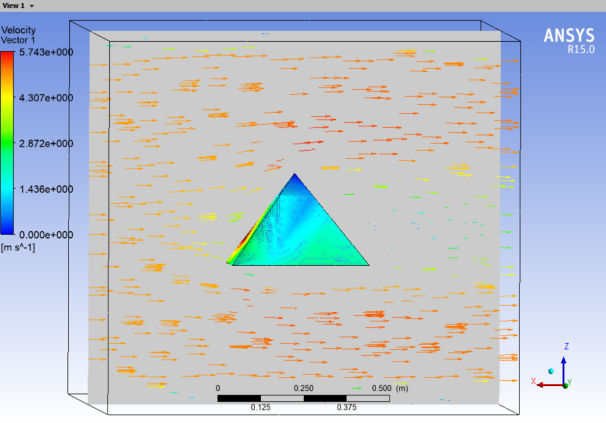 View 1
Velocity
Vector 1
5.743e+000
4.307e+000
2.872e+000
1.436e+000
0.000e+000
[m s^-1]
ANSYS
R15.0
0 0.250 0.500 (m)
0.125 0.375
Z
X Y